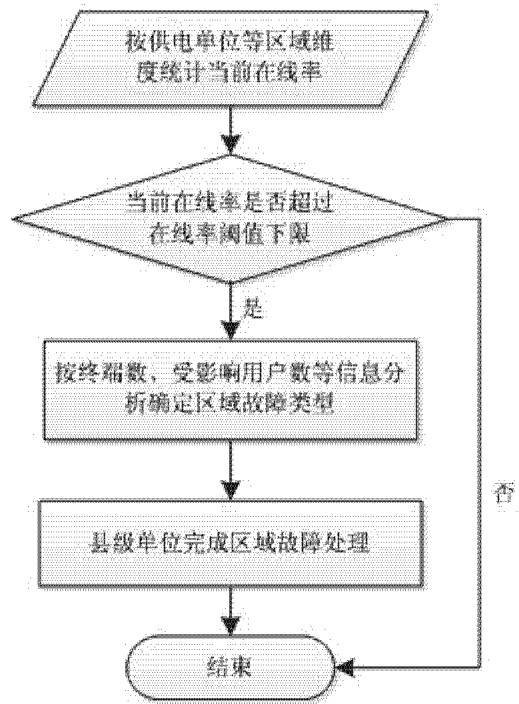 按供电单位等区域维
度统计当前在线率
当前在线率是否超过
在线率阈值下限
是
按终端数、受影响用户数等信息分
析确定区域故障类型
否
县级单位完成区域故障处理
结束